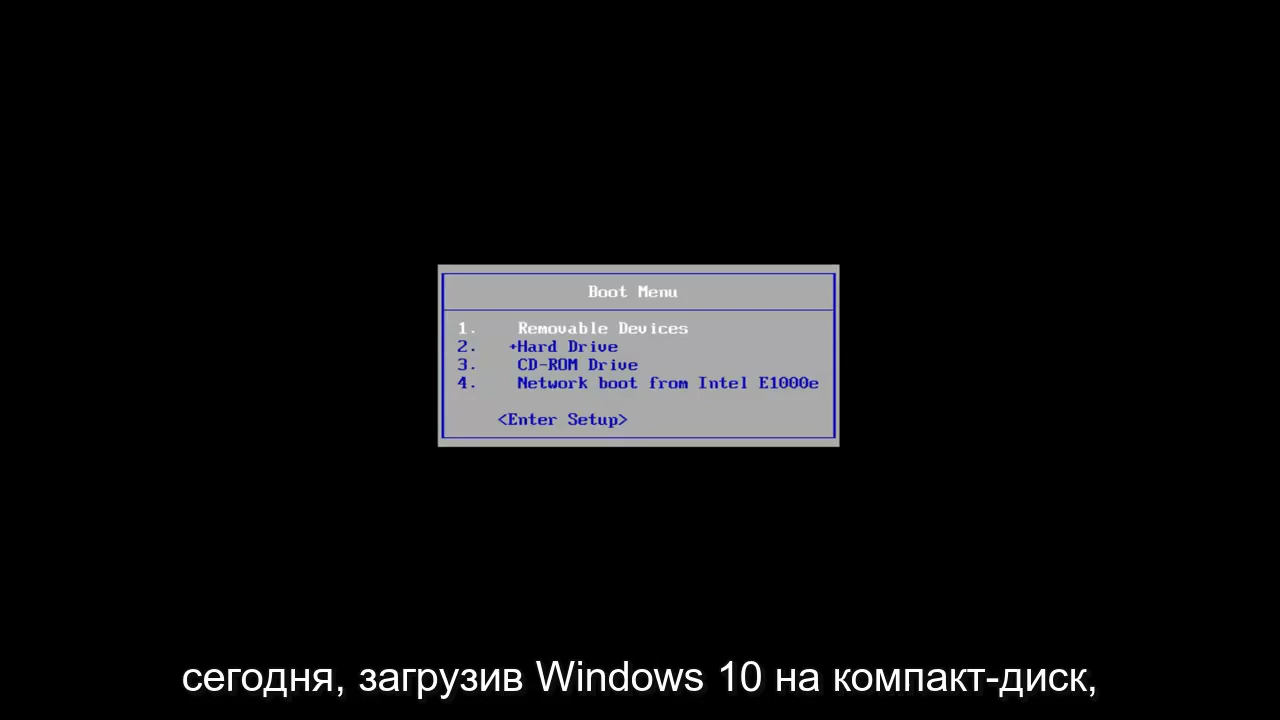 Boot Menu
1. Removable Devices
2. +Hard Drive
3. CD-ROM Drive
4. Network boot from Intel E1000e
<Enter Setup>
сегодня, загрузив Windows 10 на компакт-диск,